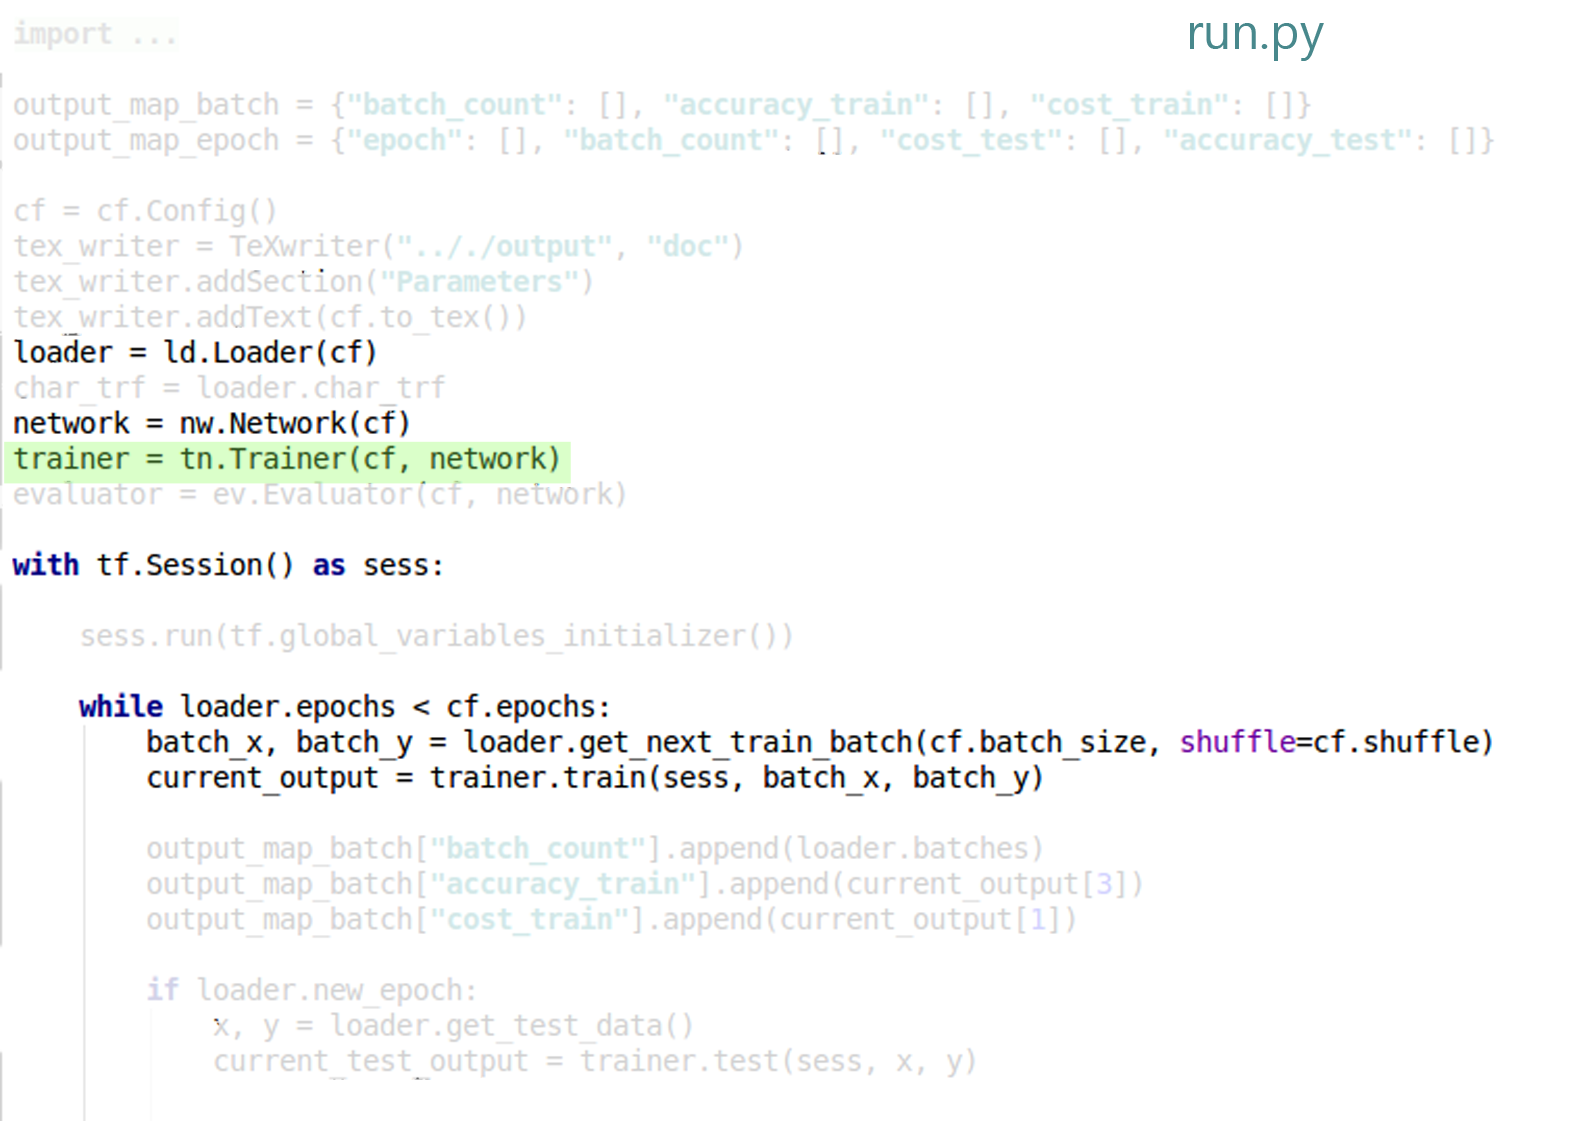 import ...
run.py
output_map_batch = {"batch_count": [], "accuracy_train": [], "cost_train": []}
output_map_epoch = {"epoch": [], "batch_count": [], "cost_test": [], "accuracy_test": []}
cf = cf.Config()
tex_writer = TeXwriter(".././output", "doc")
tex_writer.addSection("Parameters")
tex_writer.addText(cf.to_tex())
loader = ld.Loader(cf)
char_trf = loader.char_trf
network = nw.Network(cf)
trainer = tn.Trainer(cf, network)
evaluator = ev.Evaluator(cf, network)
with tf.Session() as sess:
sess.run(tf.global_variables_initializer())
while loader.epochs < cf.epochs:
batch_x, batch_y = loader.get_next_train_batch(cf.batch_size, shuffle=cf.shuffle)
current_output = trainer.train(sess, batch_x, batch_y)
output_map_batch["batch_count"].append(loader.batches)
output_map_batch["accuracy_train"].append(current_output[3])
output_map_batch["cost_train"].append(current_output[1])
if loader.new_epoch:
x, y = loader.get_test_data()
current_test_output = trainer.test(sess, x, y)